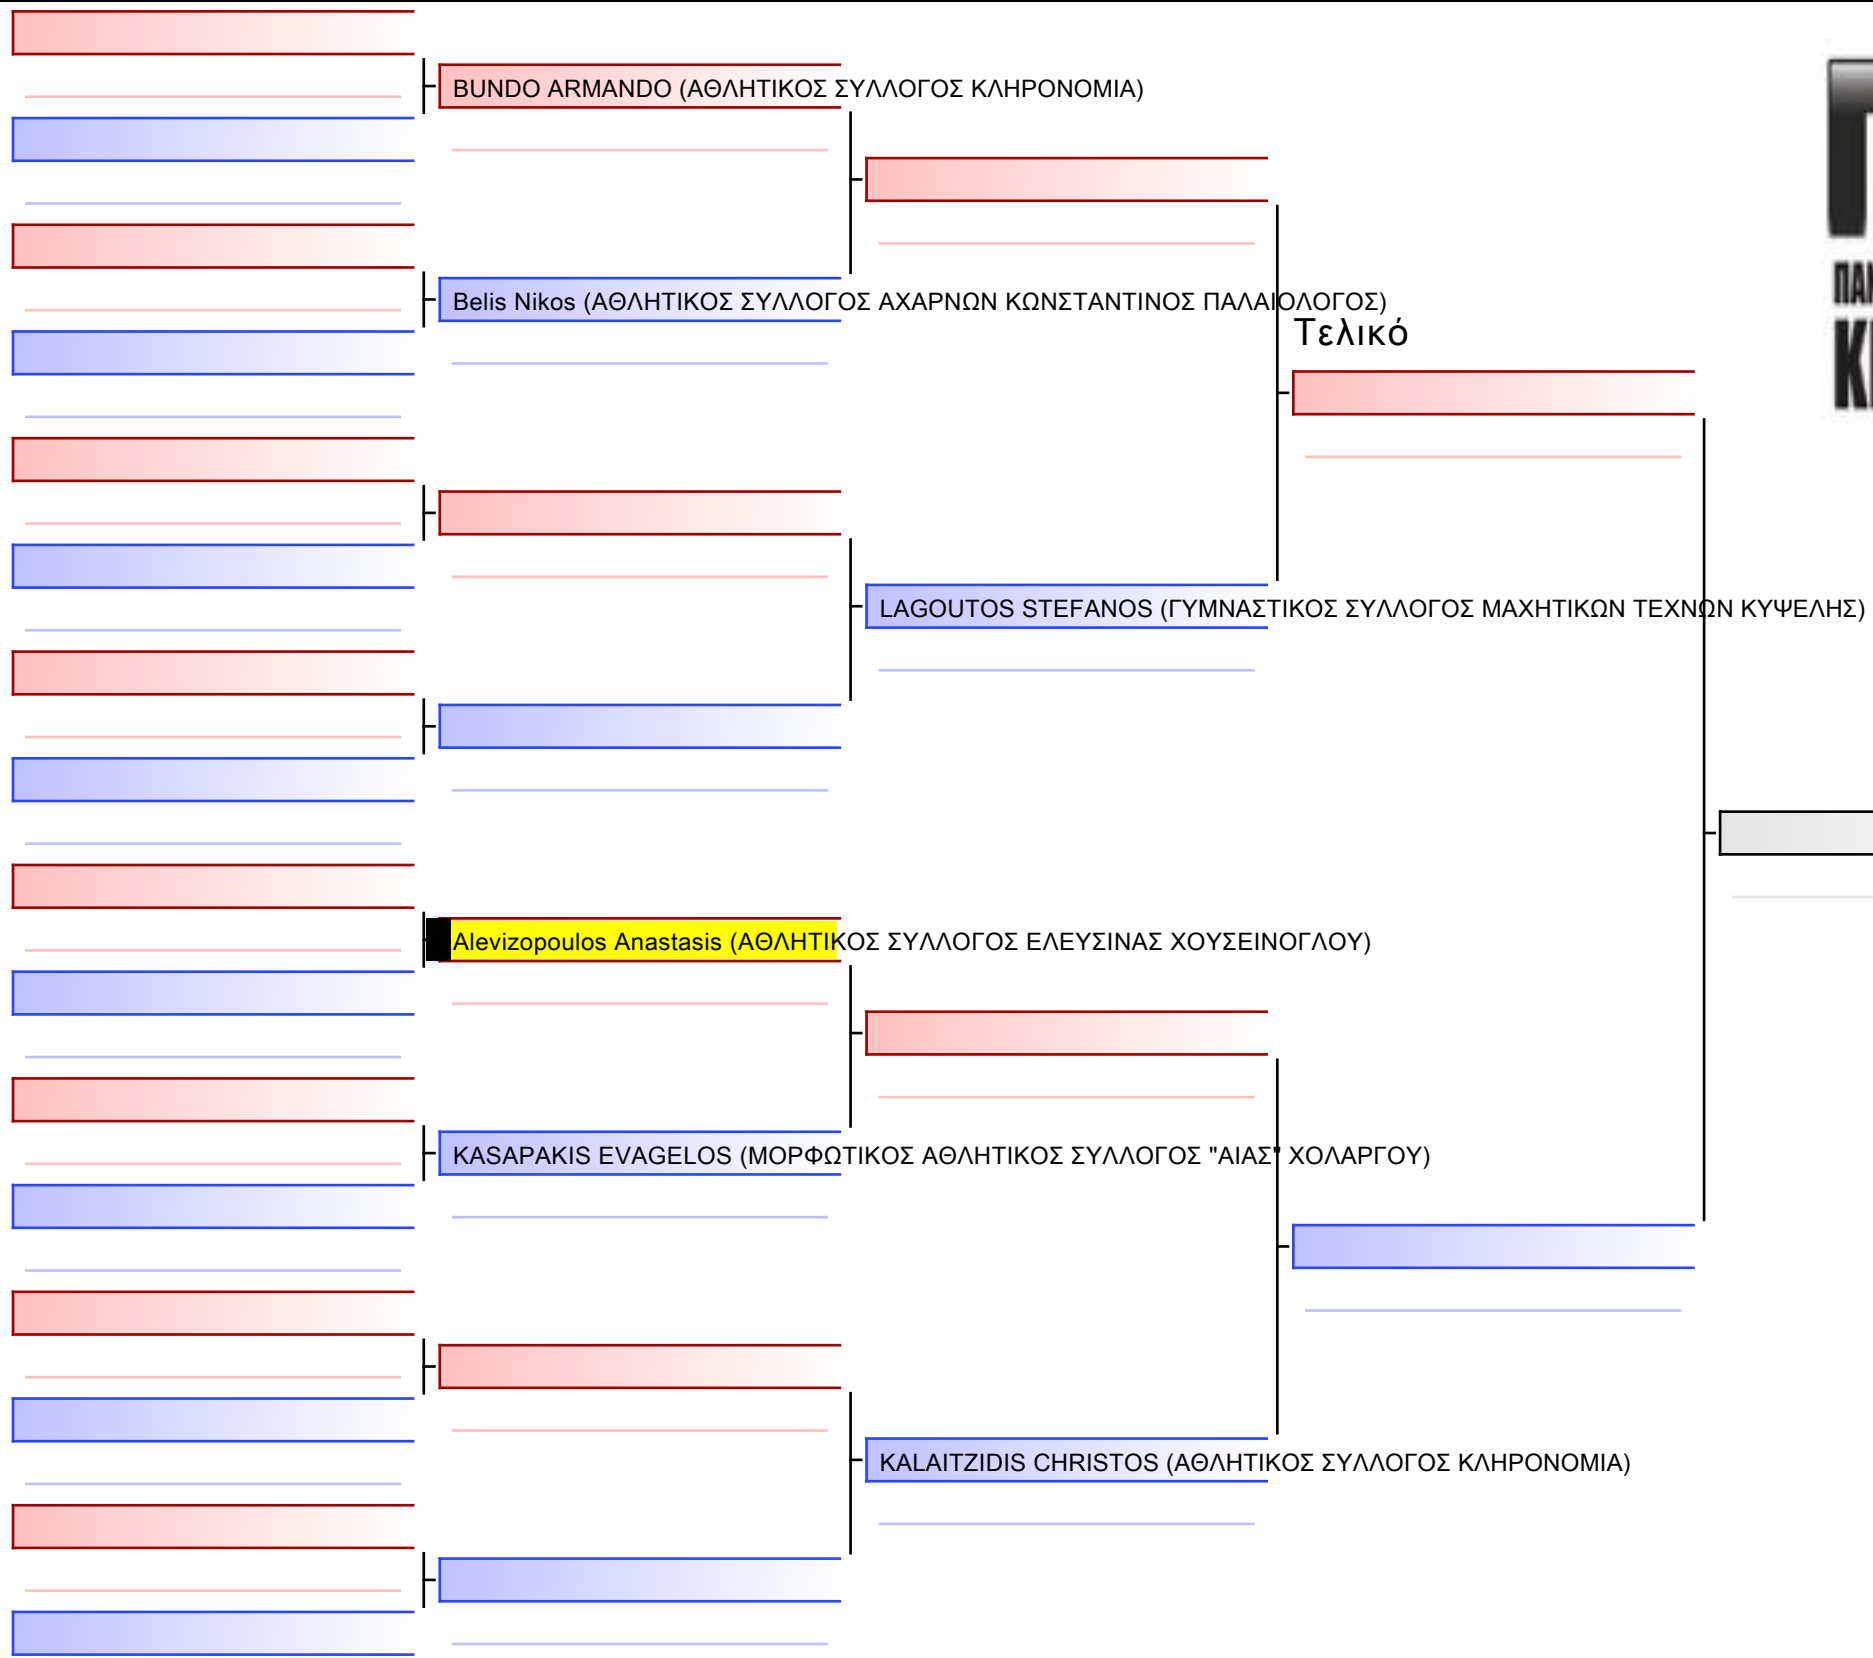 BUNDO ARMANDO (ΑΘΛΗΤΙΚΟΣ ΣΥΛΛΟΓΟΣ ΚΛΗΡΟΝΟΜΙΑ)
Belis Nikos (ΑΘΛΗΤΙΚΟΣ ΣΥΛΛΟΓΟΣ ΑΧΑΡΝΩΝ ΚΩΝΣΤΑΝΤΙΝΟΣ ΠΑΛΑΙΟΛΟΓΟΣ)
Τελικό
LAGOUTOS STEFANOS (ΓΥΜΝΑΣΤΙΚΟΣ ΣΥΛΛΟΓΟΣ ΜΑΧΗΤΙΚΩΝ ΤΕΧΝΩΝ ΚΥΨΕΛΗΣ)
Alevizopoulos Anastasis (ΑΘΛΗΤΙΚΟΣ ΣΥΛΛΟΓΟΣ ΕΛΕΥΣΙΝΑΣ ΧΟΥΣΕΙΝΟΓΛΟΥ)
KASAPAKIS EVAGELOS (ΜΟΡΦΩΤΙΚΟΣ ΑΘΛΗΤΙΚΟΣ ΣΥΛΛΟΓΟΣ "ΑΙΑΣ" ΧΟΛΑΡΓΟΥ)
KALAITZIDIS CHRISTOS (ΑΘΛΗΤΙΚΟΣ ΣΥΛΛΟΓΟΣ ΚΛΗΡΟΝΟΜΙΑ)